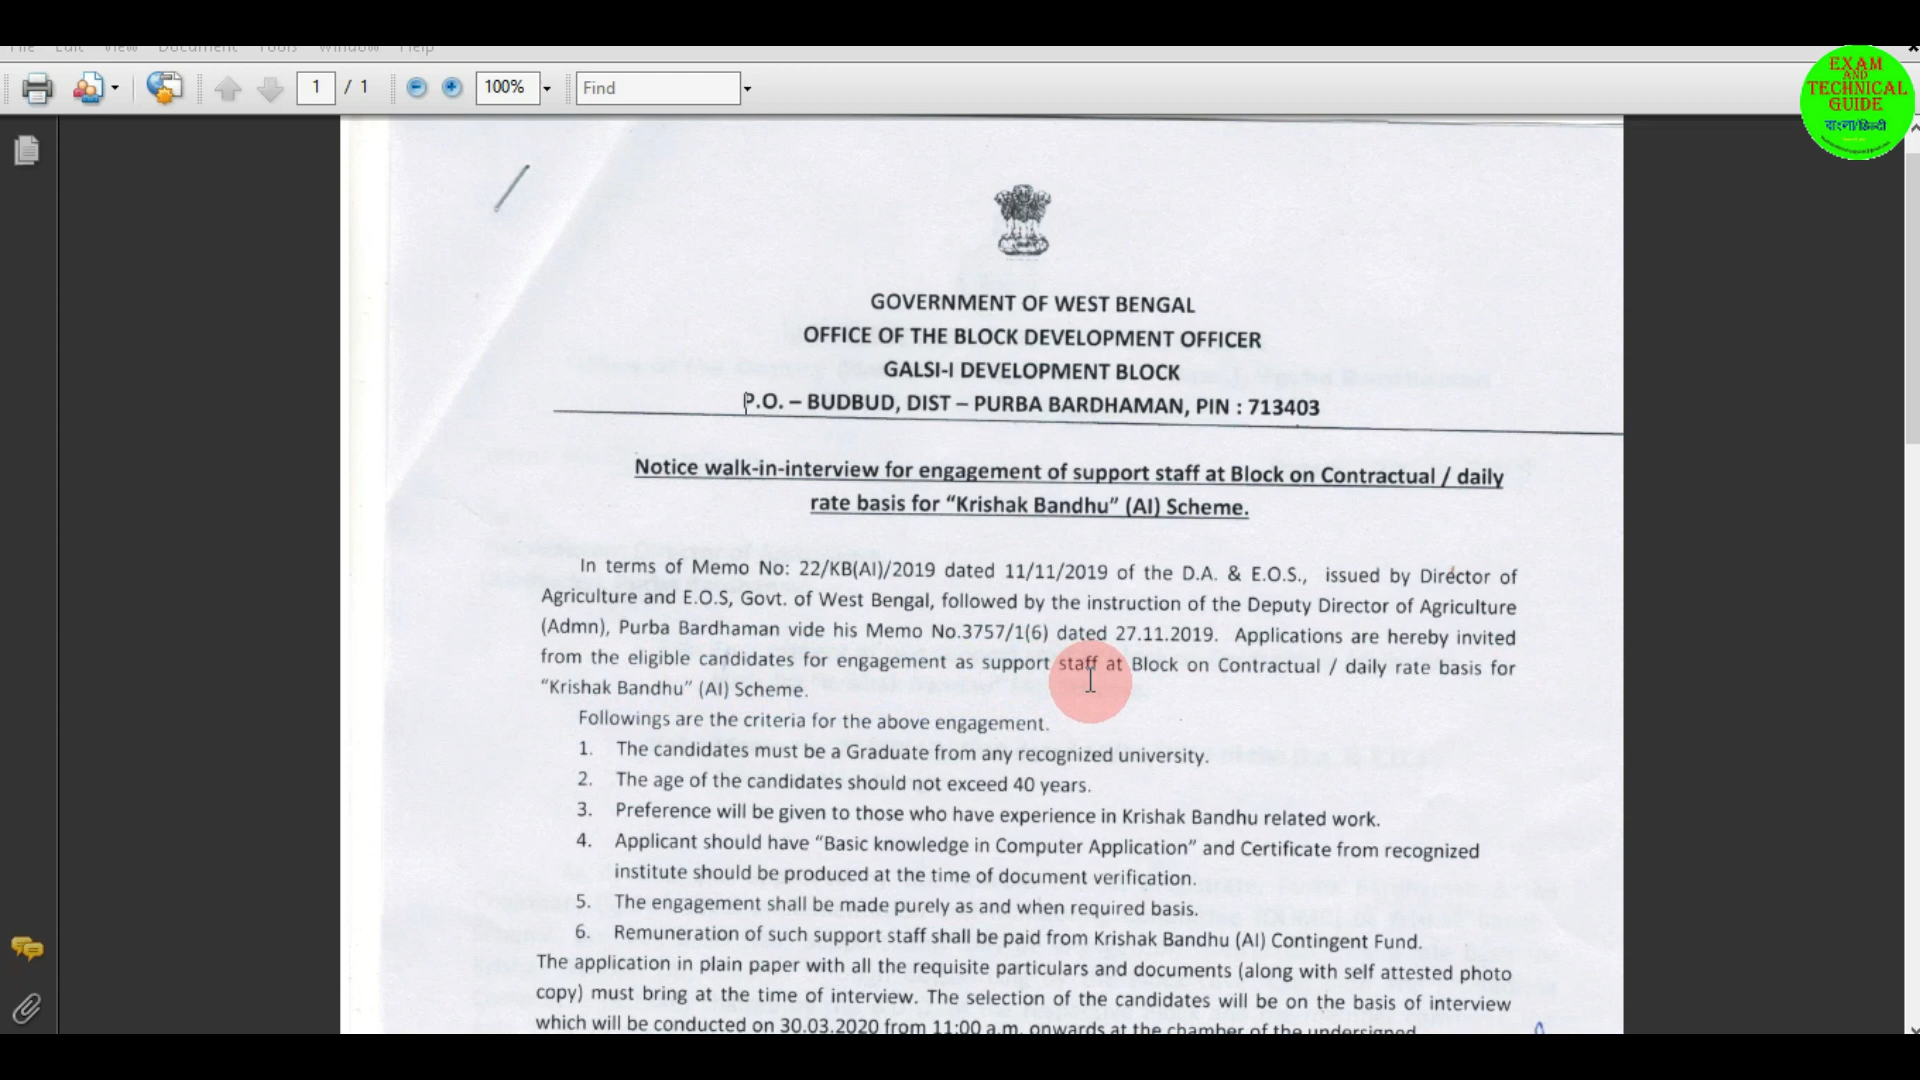 File Edit View Document Tools Window Help
1 / 1 100% Find
EXAM
AND
TECHNICAL
GUIDE
বাংলা/हिन्दी
GOVERNMENT OF WEST BENGAL
OFFICE OF THE BLOCK DEVELOPMENT OFFICER
GALSI-I DEVELOPMENT BLOCK
P.O. – BUDBUD, DIST – PURBA BARDHAMAN, PIN : 713403
Notice walk-in-interview for engagement of support staff at Block on Contractual / daily
rate basis for “Krishak Bandhu” (AI) Scheme.
In terms of Memo No: 22/KB(AI)/2019 dated 11/11/2019 of the D.A. & E.O.S., issued by Director of
Agriculture and E.O.S, Govt. of West Bengal, followed by the instruction of the Deputy Director of Agriculture
(Admn), Purba Bardhaman vide his Memo No.3757/1(6) dated 27.11.2019. Applications are hereby invited
from the eligible candidates for engagement as support staff at Block on Contractual / daily rate basis for
“Krishak Bandhu” (AI) Scheme.
Followings are the criteria for the above engagement.
1. The candidates must be a Graduate from any recognized university.
2. The age of the candidates should not exceed 40 years.
3. Preference will be given to those who have experience in Krishak Bandhu related work.
4. Applicant should have “Basic knowledge in Computer Application” and Certificate from recognized
institute should be produced at the time of document verification.
5. The engagement shall be made purely as and when required basis.
6. Remuneration of such support staff shall be paid from Krishak Bandhu (AI) Contingent Fund.
The application in plain paper with all the requisite particulars and documents (along with self attested photo
copy) must bring at the time of interview. The selection of the candidates will be on the basis of interview
which will be conducted on 30.03.2020 from 11:00 a.m. onwards at the chamber of the undersigned